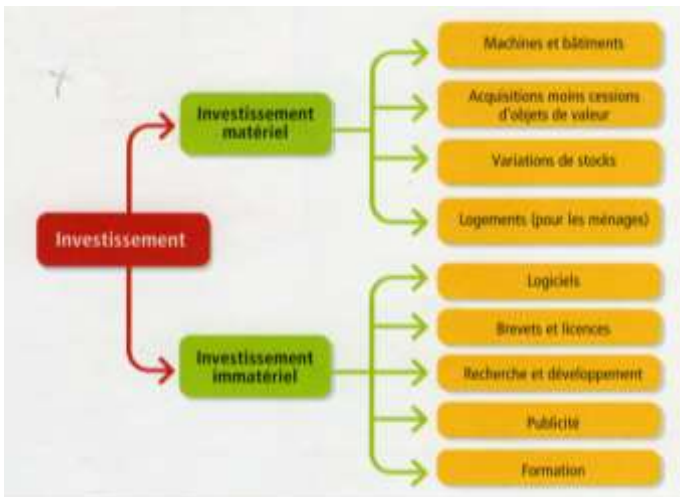 Investissement
Investissement
matériel
Machines et bâtiments
Acquisitions moins cessions
d'objets de valeur
Variations de stocks
Logements (pour les ménages)
Investissement
immatériel
Logiciels
Brevets et licences
Recherche et développement
Publicité
Formation